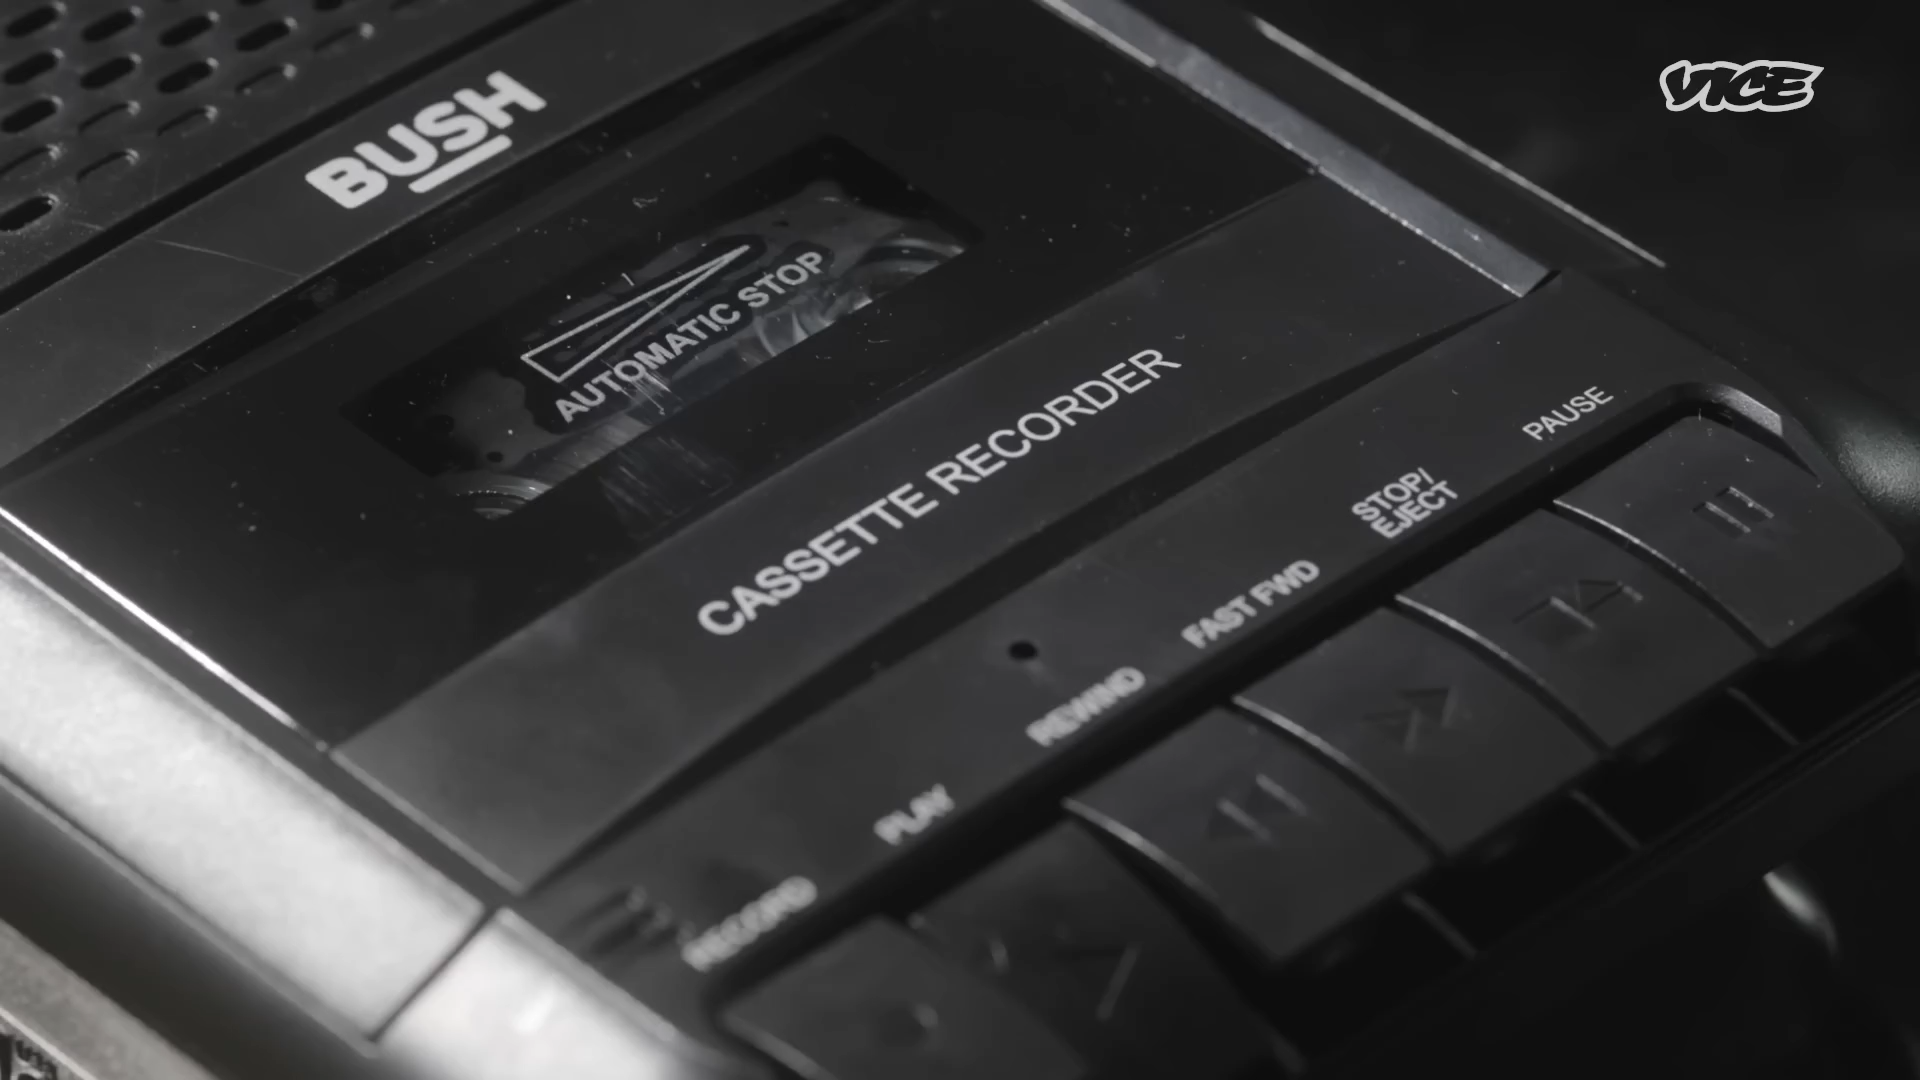 VICE
BUSH
AUTOMATIC STOP
CASSETTE RECORDER
PAUSE
STOP/
EJECT
FAST FWD
REWIND
PLAY
RECORD